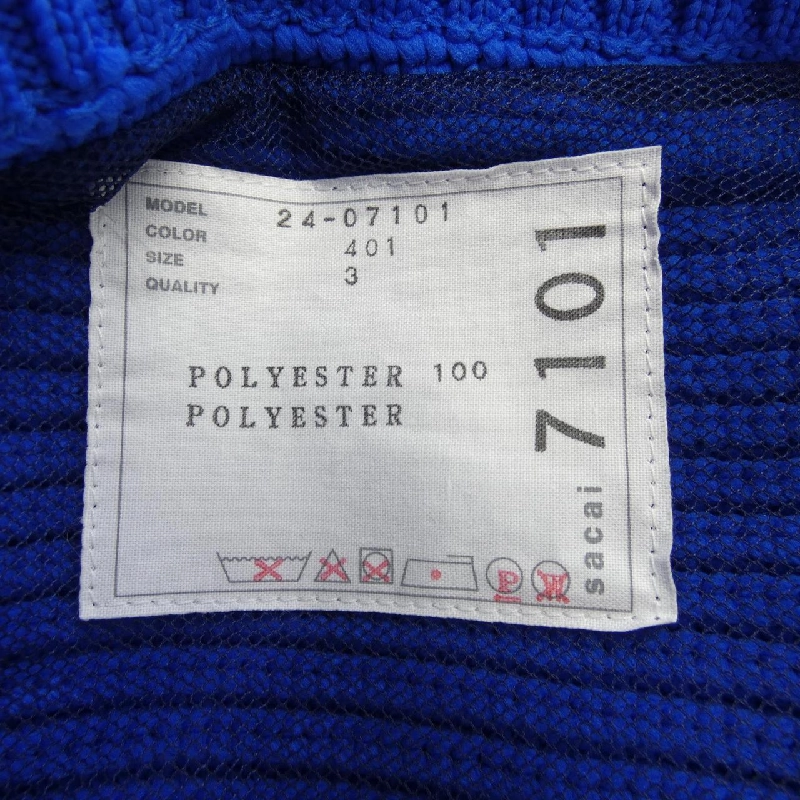 MODEL 24-07101
COLOR 401
SIZE 3
QUALITY
POLYESTER 100
POLYESTER
7101
sacai
P
W